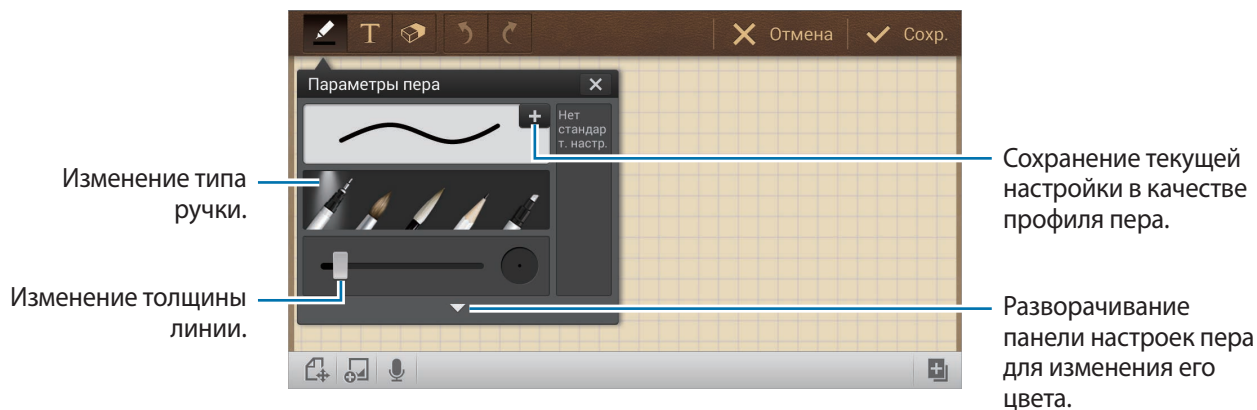 T
Отмена
Сохр.
Параметры пера
Нет
стандар
т. настр.
Изменение типа
ручки.
Изменение толщины
линии.
Сохранение текущей
настройки в качестве
профиля пера.
Разворачивание
панели настроек пера
для изменения его
цвета.